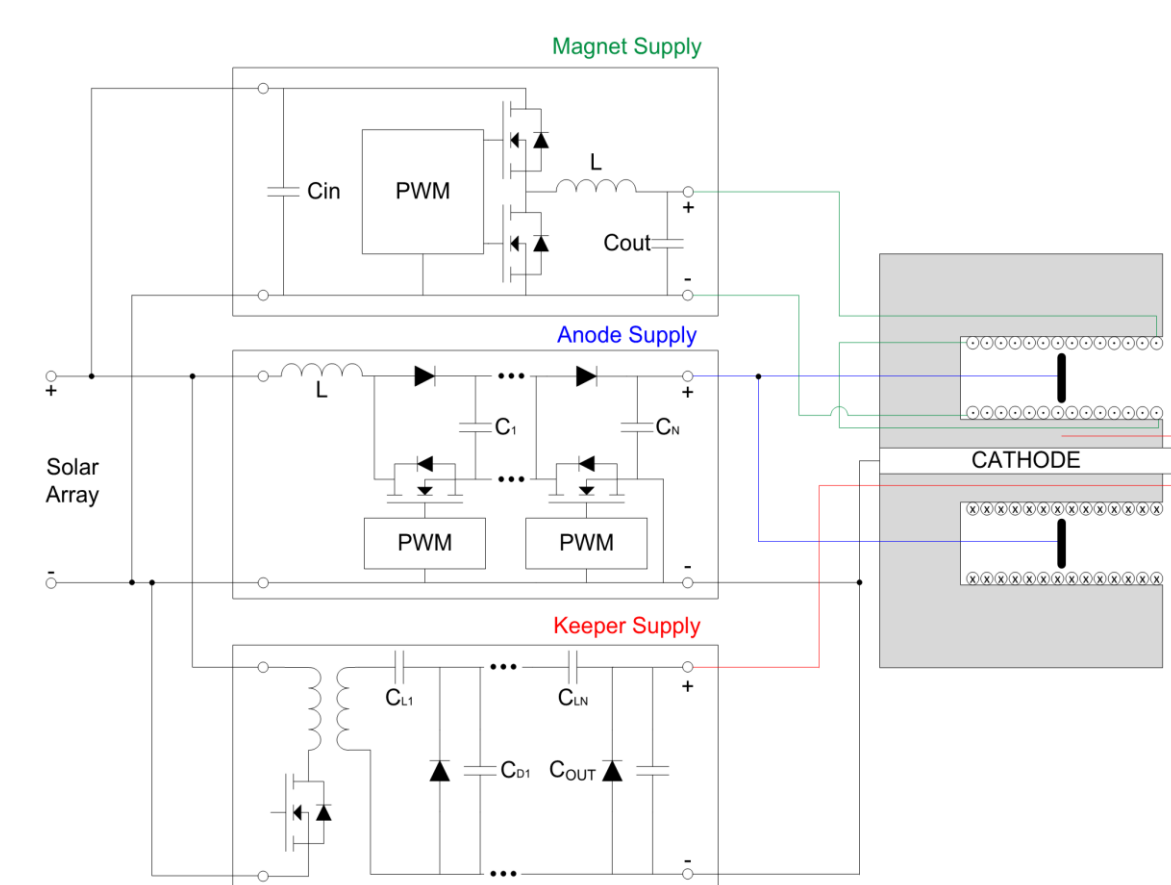 Magnet Supply
+
-
Cin
PWM
L
Cout
Anode Supply
+
-
L
C1
CN
PWM
PWM
+
-
Solar
Array
CATHODE
Keeper Supply
+
-
CL1
CLN
CD1
COUT